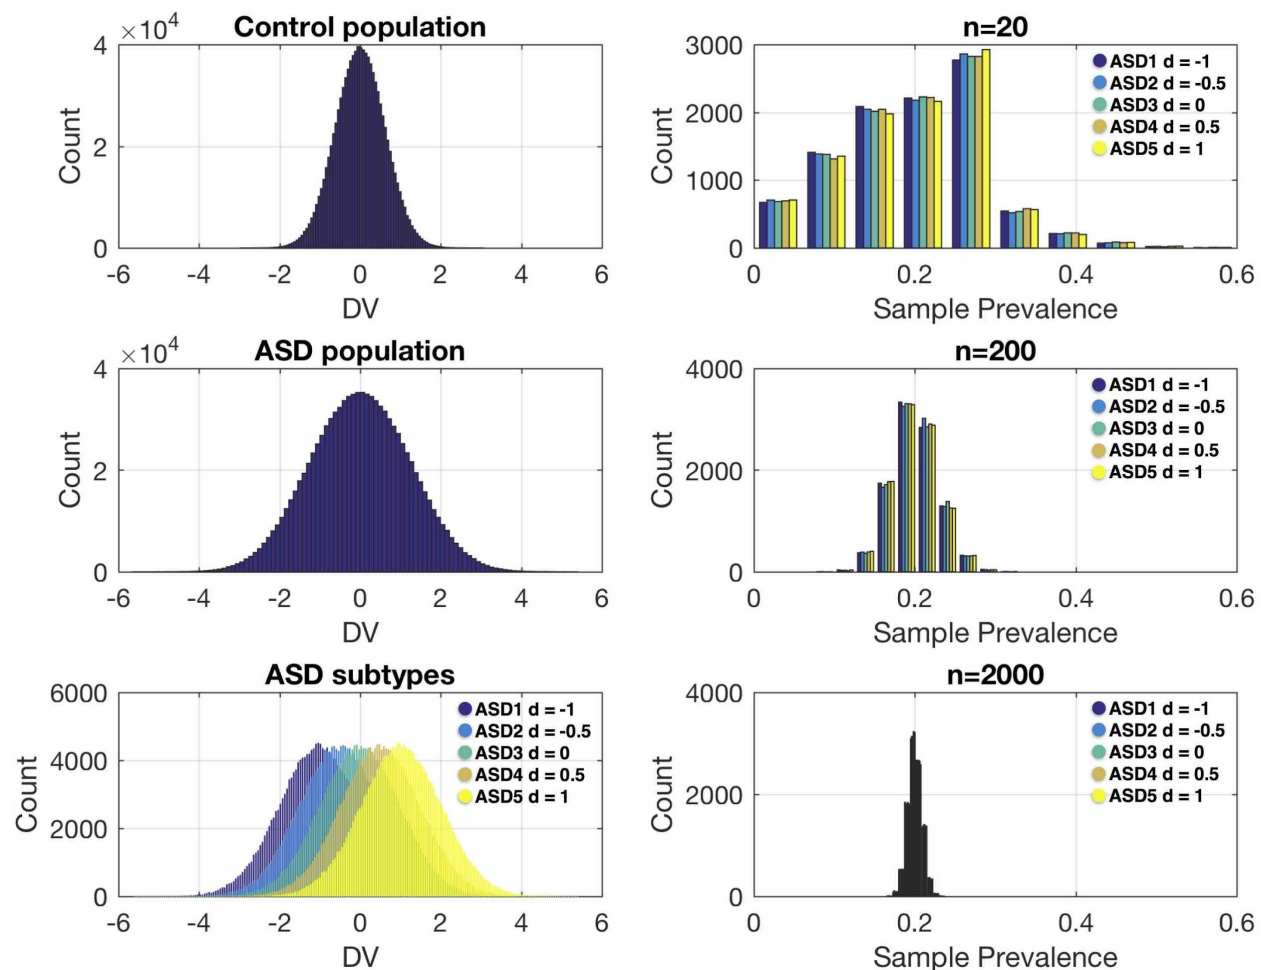 Control population
×10⁴
4
2
0
Count
-6 -4 -2 0 2 4 6
DV
n=20
3000
2000
1000
0
Count
ASD1 d = -1
ASD2 d = -0.5
ASD3 d = 0
ASD4 d = 0.5
ASD5 d = 1
0 0.2 0.4 0.6
Sample Prevalence
ASD population
×10⁴
4
2
0
Count
-6 -4 -2 0 2 4 6
DV
n=200
4000
2000
0
Count
ASD1 d = -1
ASD2 d = -0.5
ASD3 d = 0
ASD4 d = 0.5
ASD5 d = 1
0 0.2 0.4 0.6
Sample Prevalence
ASD subtypes
6000
4000
2000
0
Count
ASD1 d = -1
ASD2 d = -0.5
ASD3 d = 0
ASD4 d = 0.5
ASD5 d = 1
-6 -4 -2 0 2 4 6
DV
n=2000
4000
2000
0
Count
ASD1 d = -1
ASD2 d = -0.5
ASD3 d = 0
ASD4 d = 0.5
ASD5 d = 1
0 0.2 0.4 0.6
Sample Prevalence